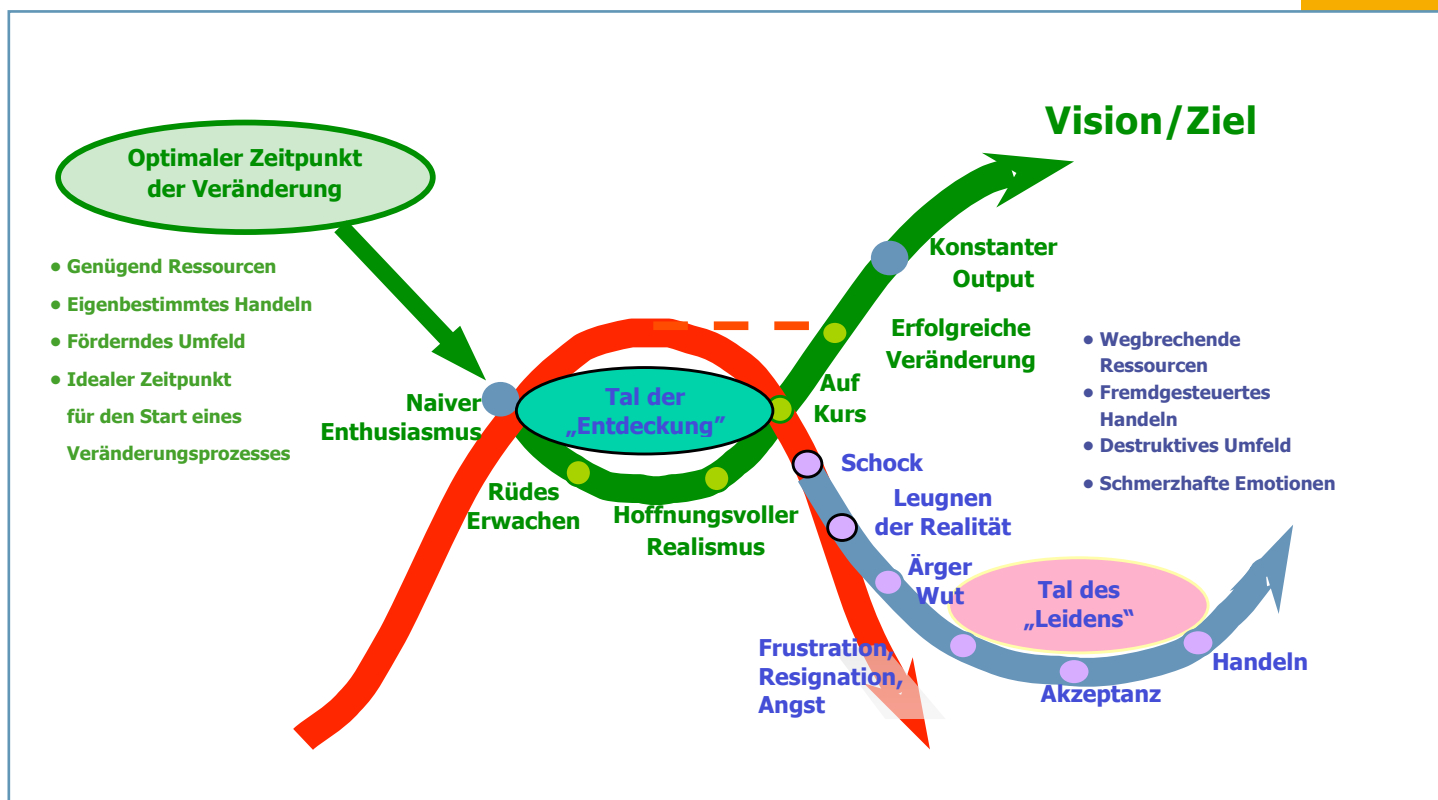 Vision/Ziel
Optimaler Zeitpunkt
der Veränderung
• Genügend Ressourcen
• Eigenbestimmtes Handeln
• Förderndes Umfeld
• Idealer Zeitpunkt
für den Start eines
Veränderungsprozesses
Naiver
Enthusiasmus
Tal der
„Entdeckung”
Rüdes
Erwachen
Hoffnungsvoller
Realismus
Auf
Kurs
Erfolgreiche
Veränderung
Konstanter
Output
• Wegbrechende
Ressourcen
• Fremdgesteuertes
Handeln
• Destruktives Umfeld
• Schmerzhafte Emotionen
Schock
Leugnen
der Realität
Ärger
Wut
Tal des
„Leidens“
Frustration,
Resignation,
Angst
Akzeptanz
Handeln